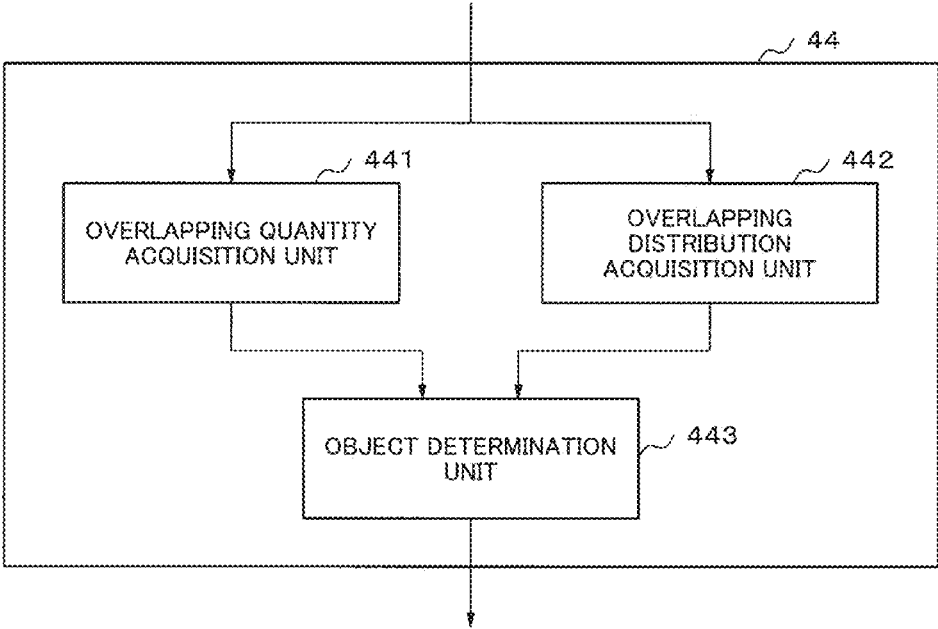 44
441
OVERLAPPING QUANTITY
ACQUISITION UNIT
442
OVERLAPPING
DISTRIBUTION
ACQUISITION UNIT
OBJECT DETERMINATION
UNIT
443